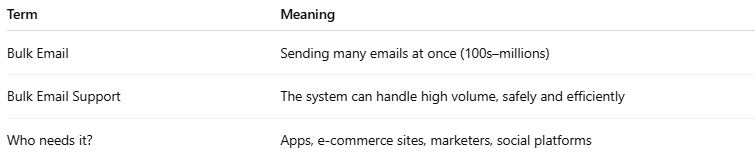 Term Meaning
Bulk Email Sending many emails at once (100s–millions)
Bulk Email Support The system can handle high volume, safely and efficiently
Who needs it? Apps, e-commerce sites, marketers, social platforms